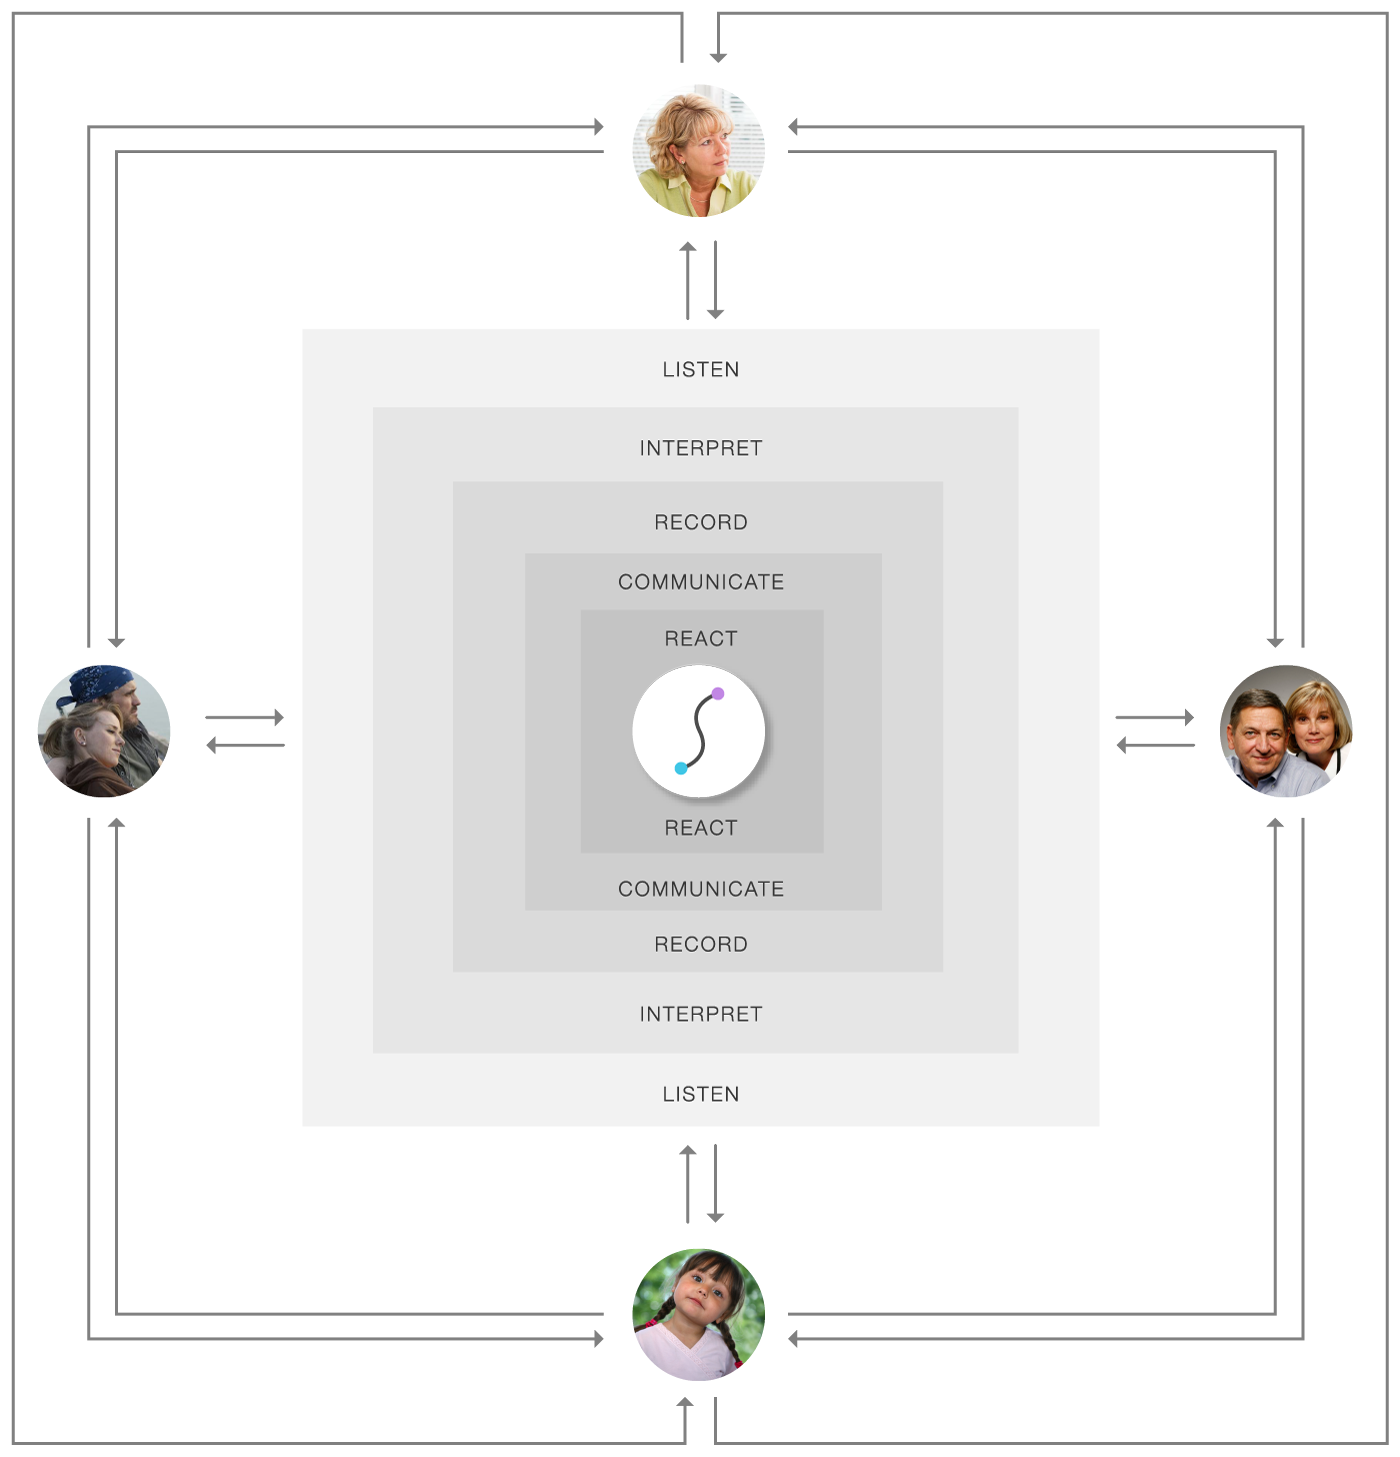 LISTEN
INTERPRET
RECORD
COMMUNICATE
REACT
REACT
COMMUNICATE
RECORD
INTERPRET
LISTEN